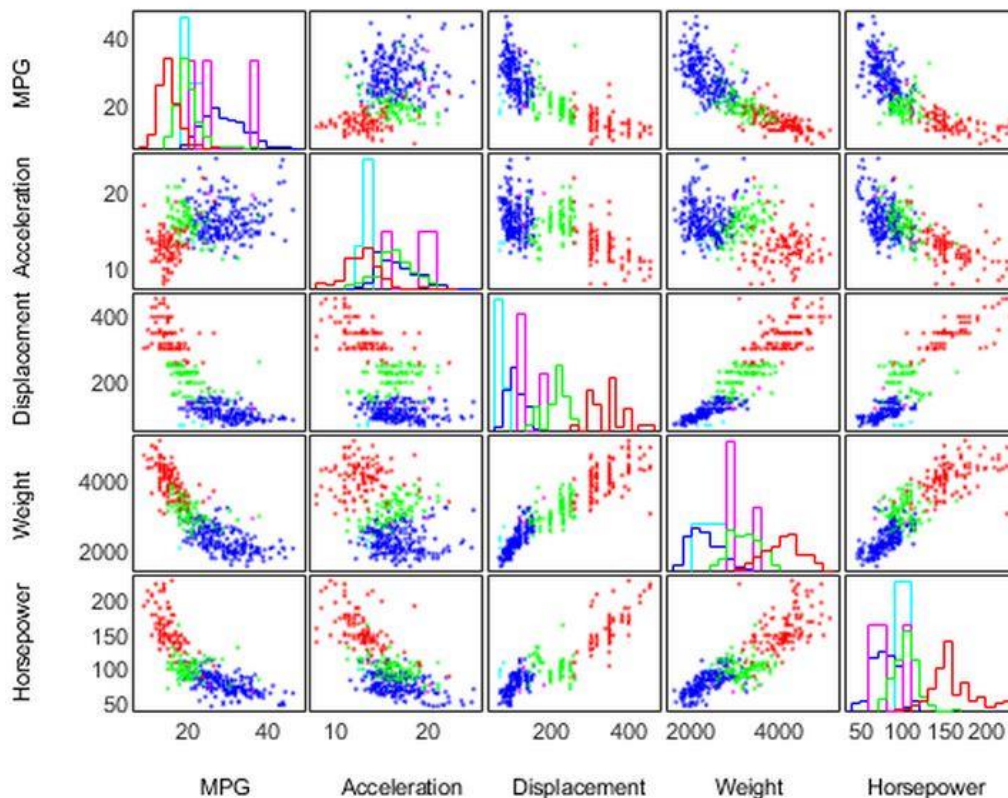 MPG
40
20
Acceleration
20
10
Displacement
400
200
Weight
4000
2000
Horsepower
200
150
100
50
20 40
10 20
200 400
2000 4000
50 100 150 200
MPG
Acceleration
Displacement
Weight
Horsepower